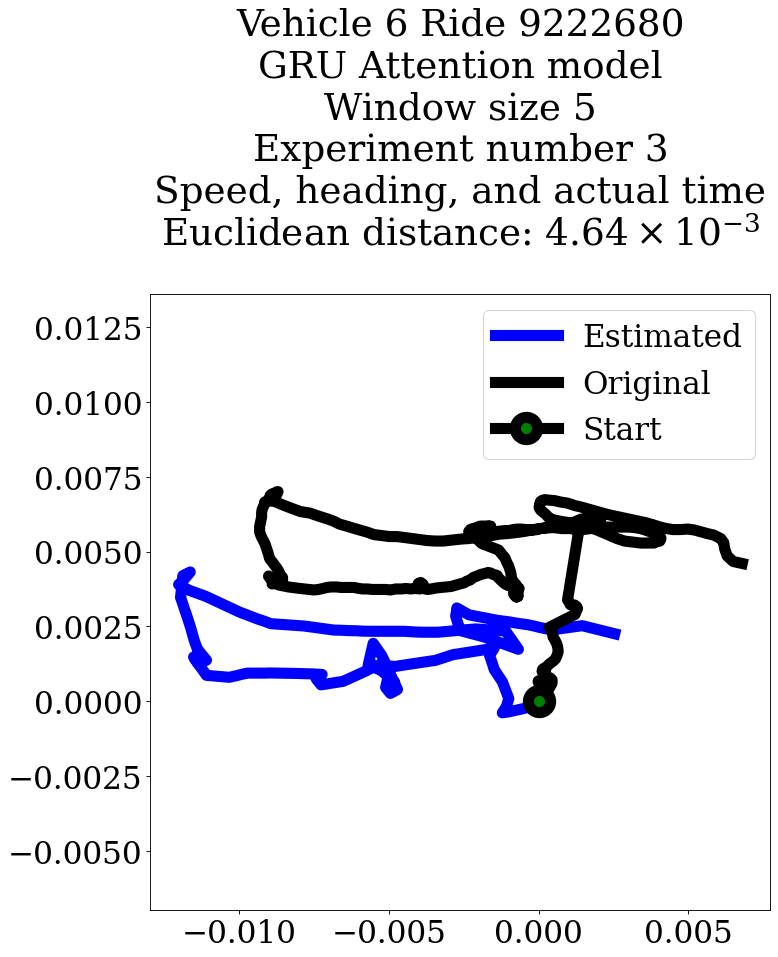 Vehicle 6 Ride 9222680
GRU Attention model
Window size 5
Experiment number 3
Speed, heading, and actual time
Euclidean distance: 4.64 × 10⁻³
Estimated
Original
Start
0.0125
0.0100
0.0075
0.0050
0.0025
0.0000
−0.0025
−0.0050
−0.010
−0.005
0.000
0.005